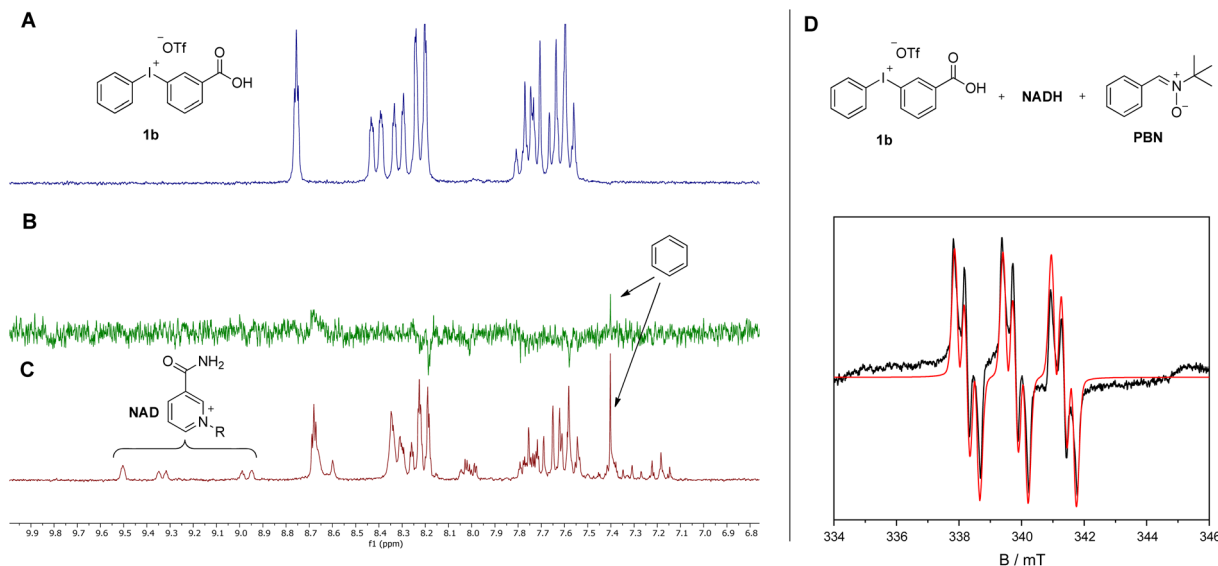 A
⁻OTf
I⁺
O
OH
1b
B
C
O
NH₂
NAD
N⁺
R
9.9 9.8 9.7 9.6 9.5 9.4 9.3 9.2 9.1 9.0 8.9 8.8 8.7 8.6 8.5 8.4 8.3 8.2 8.1 8.0 7.9 7.8 7.7 7.6 7.5 7.4 7.3 7.2 7.1 7.0 6.9 6.8
f1 (ppm)
D
⁻OTf
I⁺
O
OH
1b
+ NADH +
N⁺
O⁻
PBN
334 336 338 340 342 344 346
B / mT